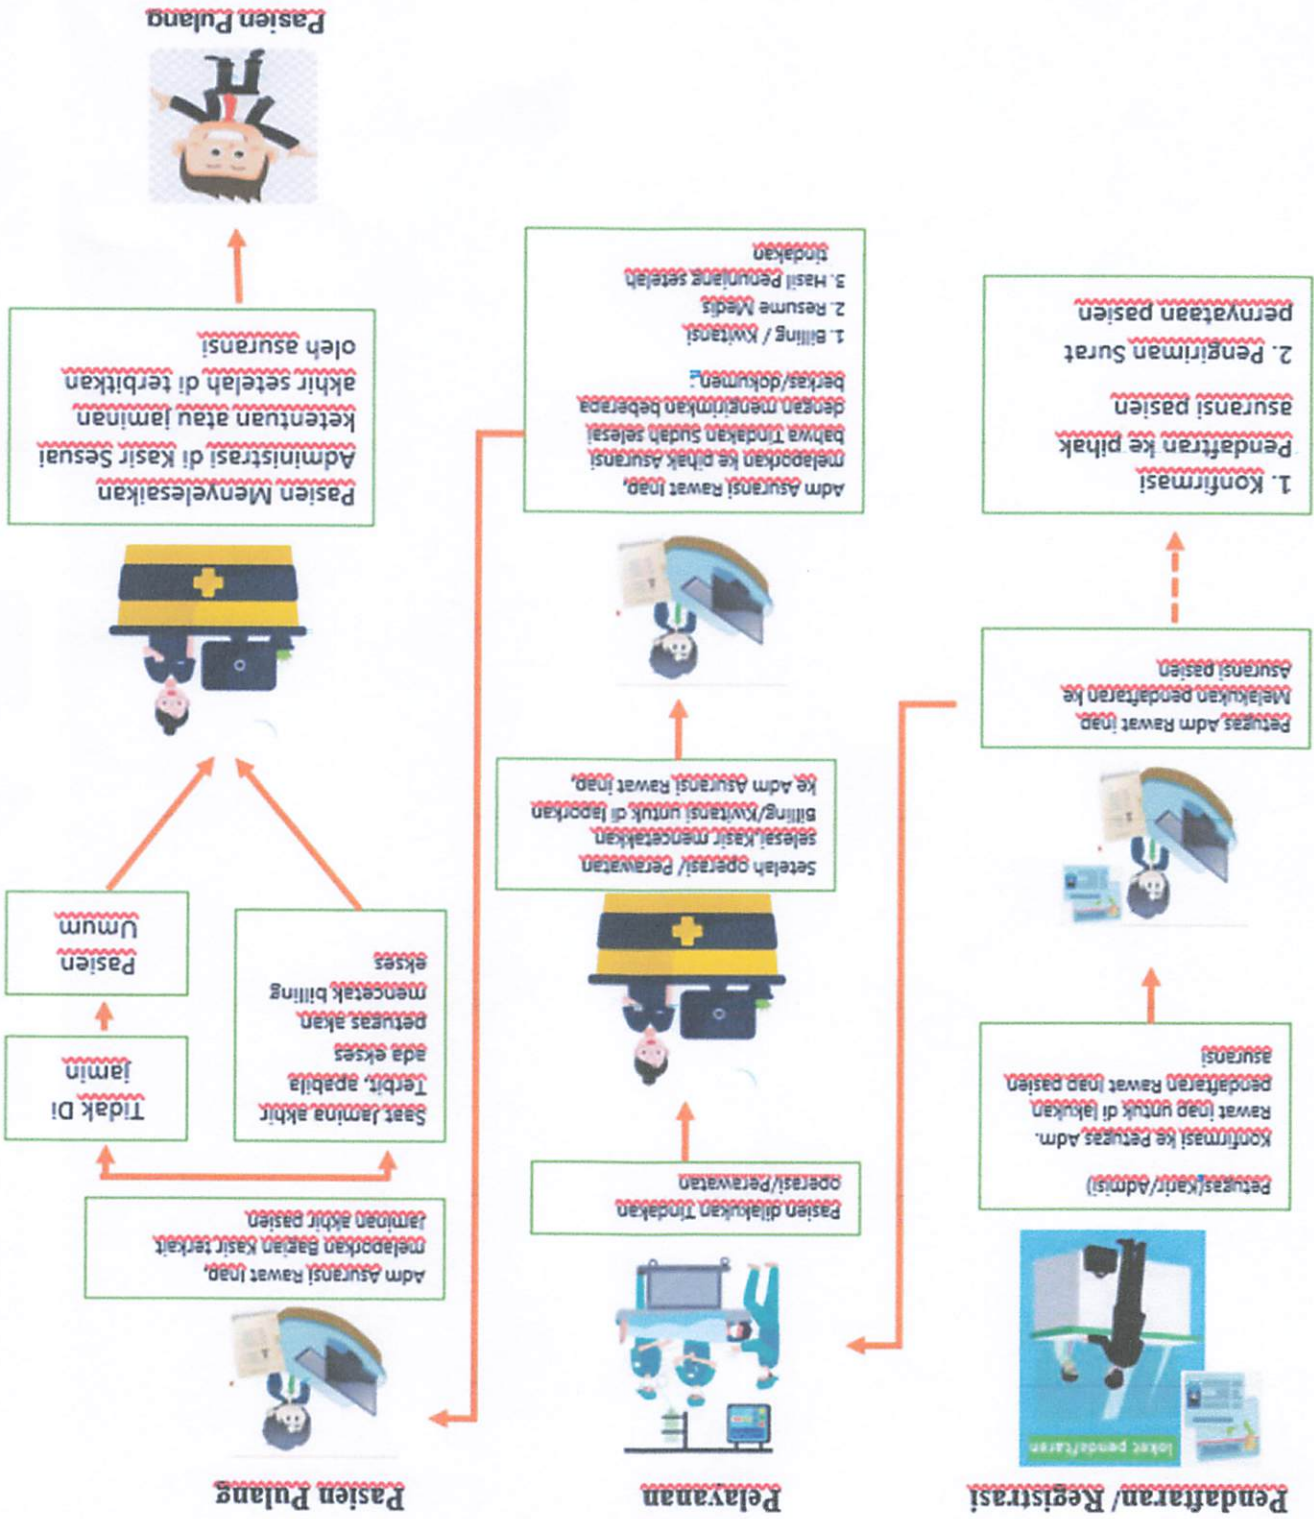 Pendaftaran/ Registrasi
loket pendaftaran
Petugas(Karir/Admisi)
Konfirmasi ke Petugas Adm.
Rawat inap untuk di lakukan
pendaftaran Rawat inap pasien
asuransi
Petugas Adm Rawat inap
Melakukan pendaftaran ke
Asuransi pasien
1. Konfirmasi
Pendaftran ke pihak
asuransi pasien
2. Pengiriman Surat
pernyataan pasien
Pelayanan
Pasien dilakukan Tindakan
operasi/Perawatan
Setelah operasi/ Perawatan
selesai Kasir mencetakkan
Billing/Kwitansi untuk di laporkan
ke Adm Asuransi Rawat inap,
Adm Asuransi Rawat Inap,
melaporkan ke pihak Asuransi
bahwa Tindakan Sudah selesai
dengan mengirimkan beberapa
berkas/dokumen :
1. Billing / Kwitansi
2. Resume Medis
3. Hasil Penunjang setelah
tindakan
Pasien Pulang
Adm Asuransi Rawat Inap,
melaporkan Bagian Kasir terkait
Jaminan akhir pasien
Saat Jamina akhir
Terbit, apabila
ada ekses
petugas akan
mencetak billing
ekses
Tidak Di
jamin
Pasien
Umum
Pasien Menyelesaikan
Administrasi di Kasir Sesuai
ketentuan atau jaminan
akhir setelah di terbitkan
oleh asuransi
Pasien Pulang